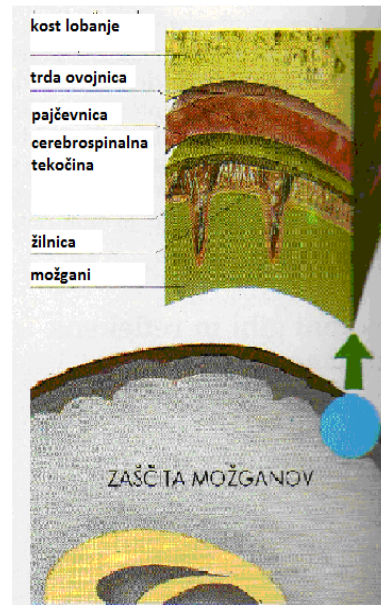 kost lobanje
trda ovojnica
pajčevnica
cerebrospinalna
tekočina
žilnica
možgani
ZAŠČITA MOŽGANOV